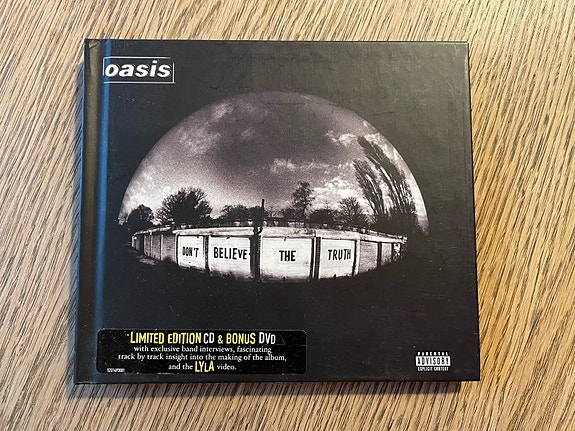 oasis
DON'T BELIEVE THE TRUTH
LIMITED EDITION CD & BONUS DVD
with exclusive band interviews, fascinating
track by track insight into the making of the album,
and the LYLA video.
PARENTAL
ADVISORY
EXPLICIT CONTENT